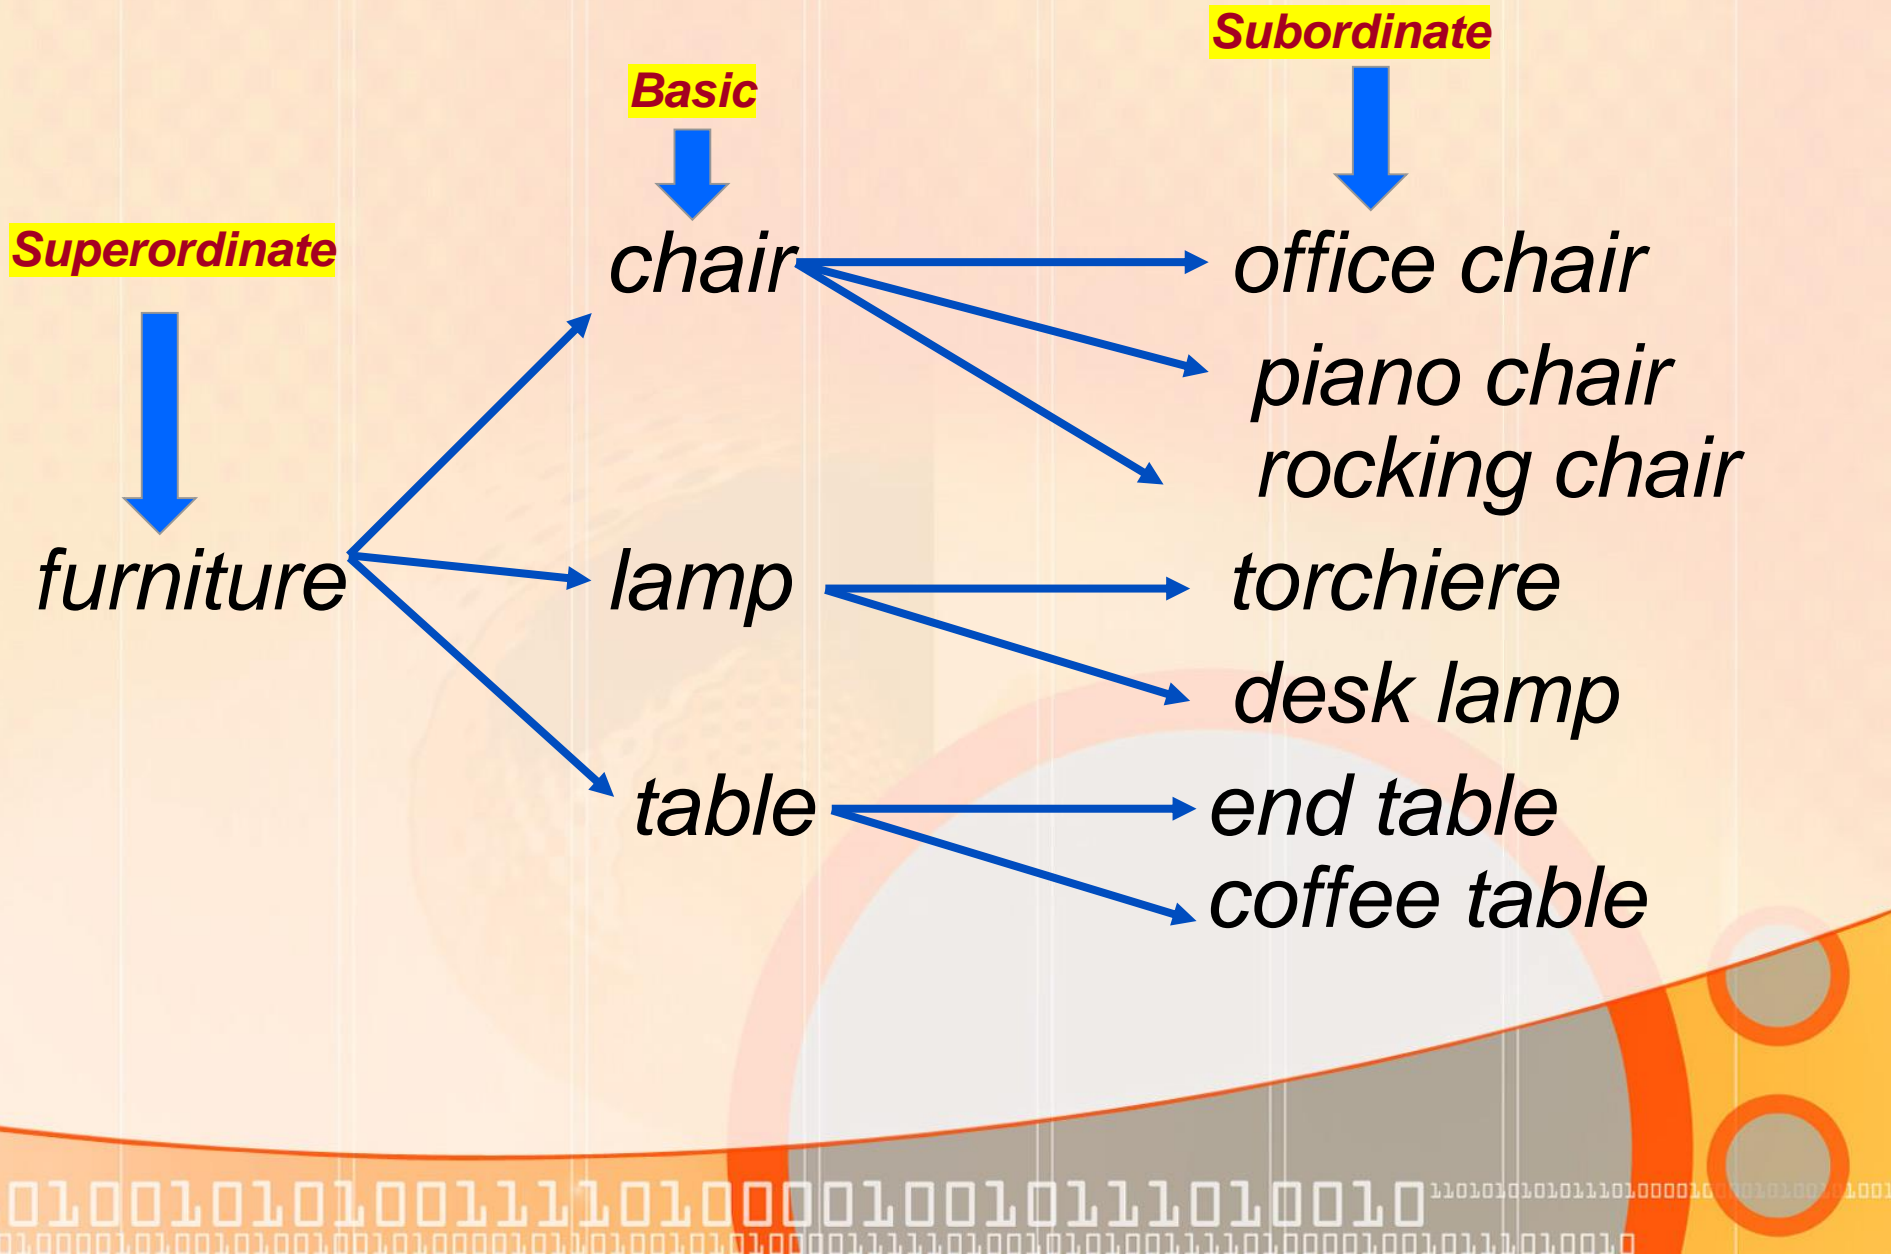 Subordinate
Basic
Superordinate
chair
office chair
piano chair
rocking chair
furniture
lamp
torchiere
desk lamp
table
end table
coffee table